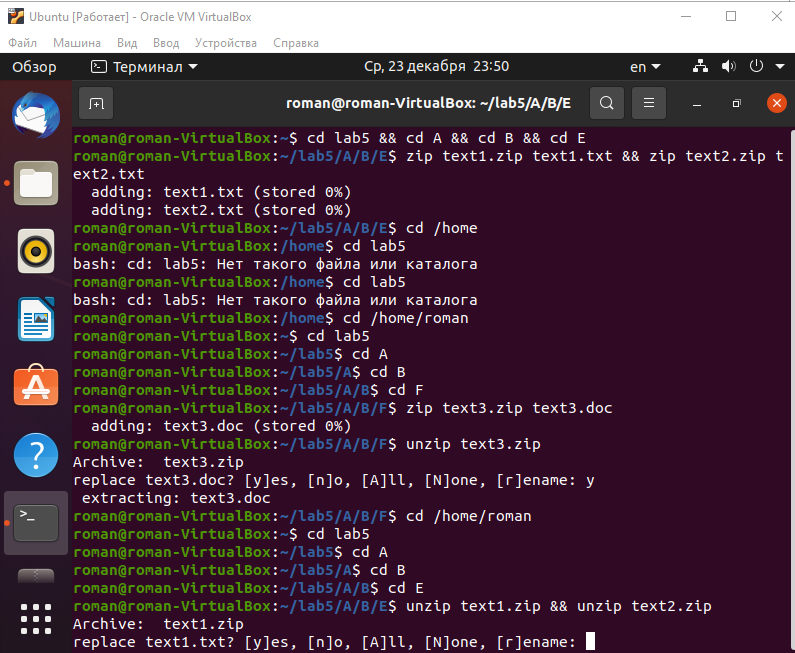 Ubuntu [Работает] - Oracle VM VirtualBox
Файл Машина Вид Ввод Устройства Справка
Обзор Терминал Ср, 23 декабря 23:50 en
roman@roman-VirtualBox: ~/lab5/A/B/E
roman@roman-VirtualBox:~$ cd lab5 && cd A && cd B && cd E
roman@roman-VirtualBox:~/lab5/A/B/E$ zip text1.zip text1.txt && zip text2.zip t
ext2.txt
  adding: text1.txt (stored 0%)
  adding: text2.txt (stored 0%)
roman@roman-VirtualBox:~/lab5/A/B/E$ cd /home
roman@roman-VirtualBox:/home$ cd lab5
bash: cd: lab5: Нет такого файла или каталога
roman@roman-VirtualBox:/home$ cd lab5
bash: cd: lab5: Нет такого файла или каталога
roman@roman-VirtualBox:/home$ cd /home/roman
roman@roman-VirtualBox:~$ cd lab5
roman@roman-VirtualBox:~/lab5$ cd A
roman@roman-VirtualBox:~/lab5/A$ cd B
roman@roman-VirtualBox:~/lab5/A/B$ cd F
roman@roman-VirtualBox:~/lab5/A/B/F$ zip text3.zip text3.doc
  adding: text3.doc (stored 0%)
roman@roman-VirtualBox:~/lab5/A/B/F$ unzip text3.zip
Archive:  text3.zip
replace text3.doc? [y]es, [n]o, [A]ll, [N]one, [r]ename: y
 extracting: text3.doc
roman@roman-VirtualBox:~/lab5/A/B/F$ cd /home/roman
roman@roman-VirtualBox:~$ cd lab5
roman@roman-VirtualBox:~/lab5$ cd A
roman@roman-VirtualBox:~/lab5/A$ cd B
roman@roman-VirtualBox:~/lab5/A/B$ cd E
roman@roman-VirtualBox:~/lab5/A/B/E$ unzip text1.zip && unzip text2.zip
Archive:  text1.zip
replace text1.txt? [y]es, [n]o, [A]ll, [N]one, [r]ename: